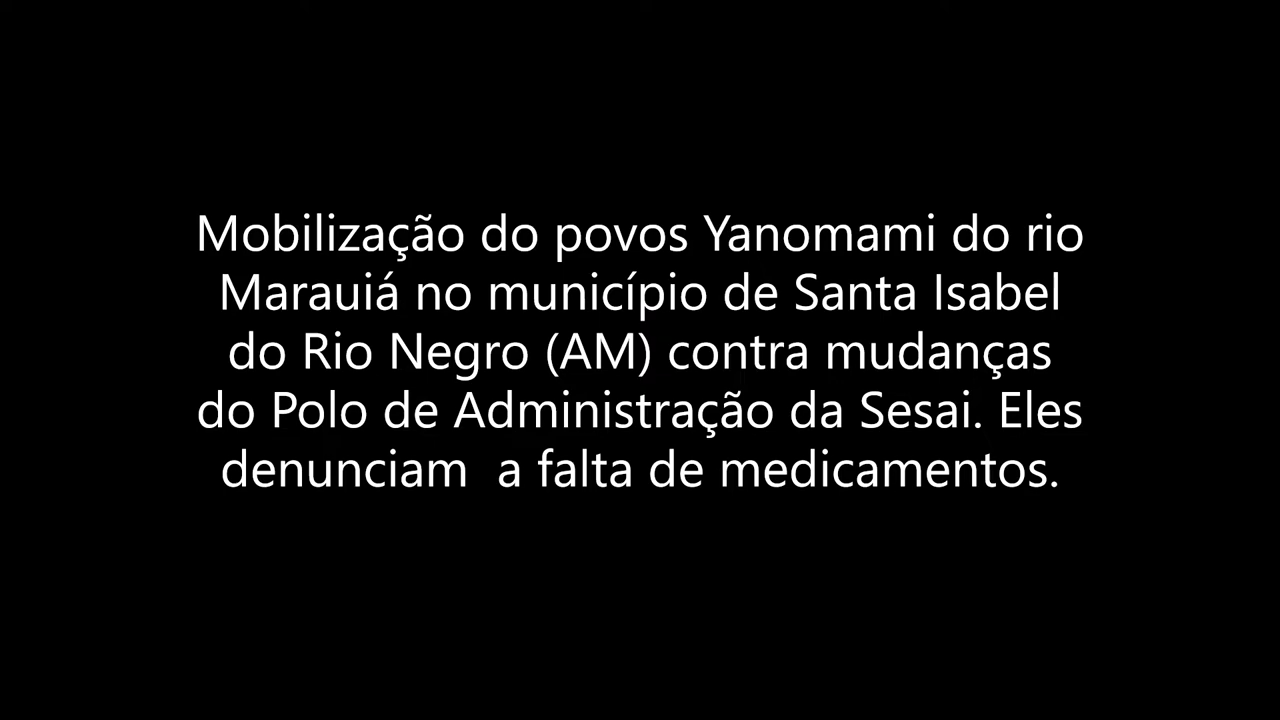 Mobilização do povos Yanomami do rio
Marauiá no município de Santa Isabel
do Rio Negro (AM) contra mudanças
do Polo de Administração da Sesai. Eles
denunciam  a falta de medicamentos.